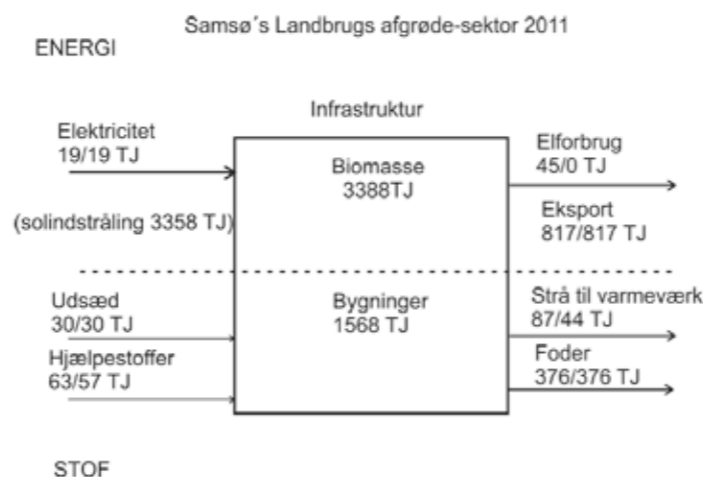 Samsø´s Landbrugs afgrøde-sektor 2011
ENERGI
Infrastruktur
Elektricitet
19/19 TJ
(solindstråling 3358 TJ)
Biomasse
3388TJ
Elforbrug
45/0 TJ
Eksport
817/817 TJ
Udsæd
30/30 TJ
Hjælpestoffer
63/57 TJ
Bygninger
1568 TJ
Strå til varmeværk
87/44 TJ
Foder
376/376 TJ
STOF